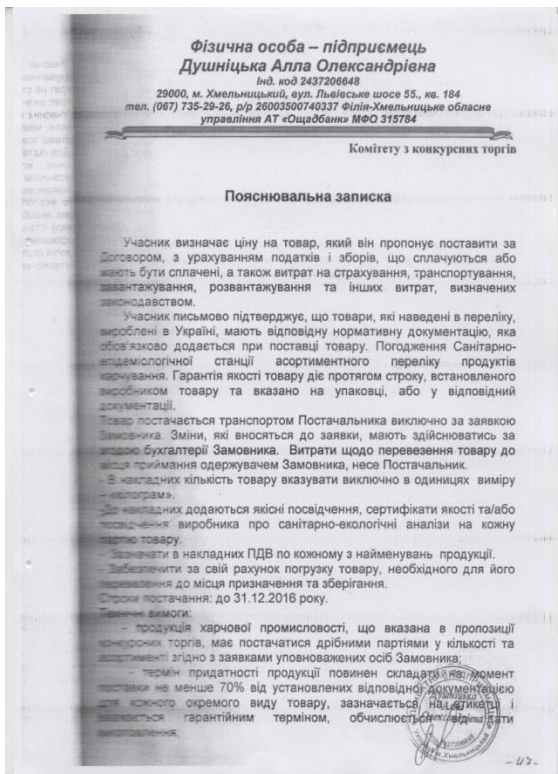 Фізична особа – підприємець
Душніцька Алла Олександрівна
Інд. код 2437206648
29000, м. Хмельницький, вул. Львівське шосе 55., кв. 184
тел. (067) 735-29-26, р/р 26003500740337 Філія-Хмельницьке обласне
управління АТ «Ощадбанк» МФО 315784
Комітету з конкурсних торгів
Пояснювальна записка
Учасник визначає ціну на товар, який він пропонує поставити за
Договором, з урахуванням податків і зборів, що сплачуються або
мають бути сплачені, а також витрат на страхування, транспортування,
завантажування, розвантажування та інших витрат, визначених
законодавством.
Учасник письмово підтверджує, що товари, які наведені в переліку,
вироблені в Україні, мають відповідну нормативну документацію, яка
обов'язково додається при поставці товару. Погодження Санітарно-
епідеміологічної станції асортиментного переліку продуктів
харчування. Гарантія якості товару діє протягом строку, встановленого
виробником товару та вказано на упаковці, або у відповідний
документації.
Товар постачається транспортом Постачальника виключно за заявкою
Замовника. Зміни, які вносяться до заявки, мають здійснюватись за
згодою бухгалтерії Замовника. Витрати щодо перевезення товару до
місця приймання одержувачем Замовника, несе Постачальник.
- В накладних кількість товару вказувати виключно в одиницях виміру
– «кілограм».
-До накладних додаються якісні посвідчення, сертифікати якості та/або
посвідчення виробника про санітарно-екологічні аналізи на кожну
партію товару.
- Зазначати в накладних ПДВ по кожному з найменувань продукції.
- Забезпечити за свій рахунок погрузку товару, необхідного для його
перевезення до місця призначення та зберігання.
Строки постачання: до 31.12.2016 року.
Технічні вимоги:
- продукція харчової промисловості, що вказана в пропозиції
конкурсних торгів, має постачатися дрібними партіями у кількості та
асортименті згідно з заявками уповноважених осіб Замовника;
- термін придатності продукції повинен складати на момент
поставки не менше 70% від установлених відповідної документацією
для кожного окремого виду товару, зазначається на етикетці і
вважається гарантійним терміном, обчислюється від дати
виготовлення;
Душніцька
Алла
Олександрівна
2437206648
м.Хмельницький
-47-